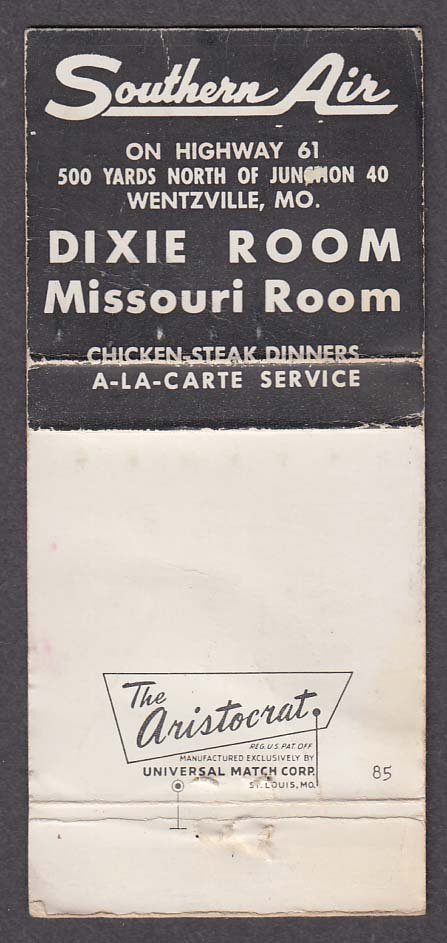 Southern Air
ON HIGHWAY 61
500 YARDS NORTH OF JUNCTION 40
WENTZVILLE, MO.
DIXIE ROOM
Missouri Room
CHICKEN-STEAK DINNERS
A-LA-CARTE SERVICE
The
Aristocrat
REG. U.S. PAT. OFF
MANUFACTURED EXCLUSIVELY BY
UNIVERSAL MATCH CORP.
ST. LOUIS, MO.
85